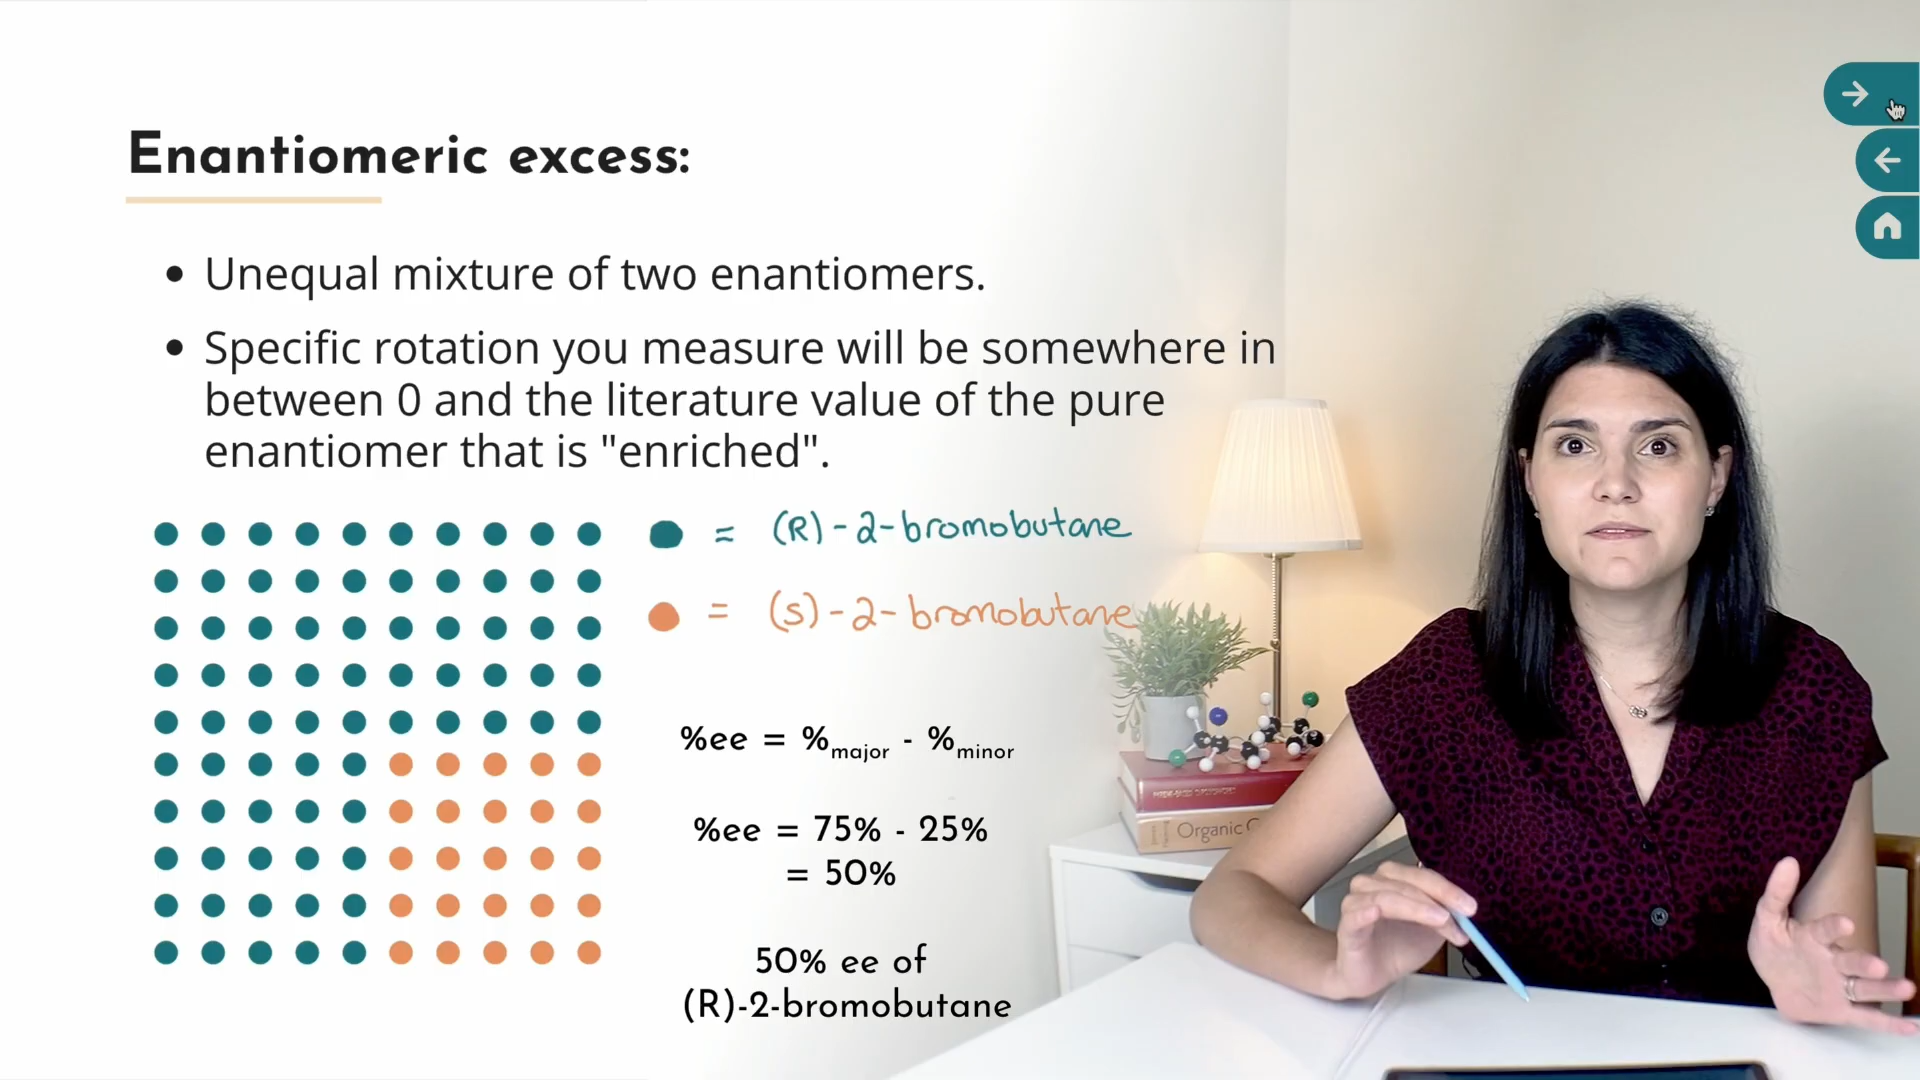 Enantiomeric excess:
• Unequal mixture of two enantiomers.
• Specific rotation you measure will be somewhere in
between 0 and the literature value of the pure
enantiomer that is "enriched".
= (R)-2-bromobutane
= (S)-2-bromobutane
%ee = %major - %minor
%ee = 75% - 25%
= 50%
50% ee of
(R)-2-bromobutane
Organic